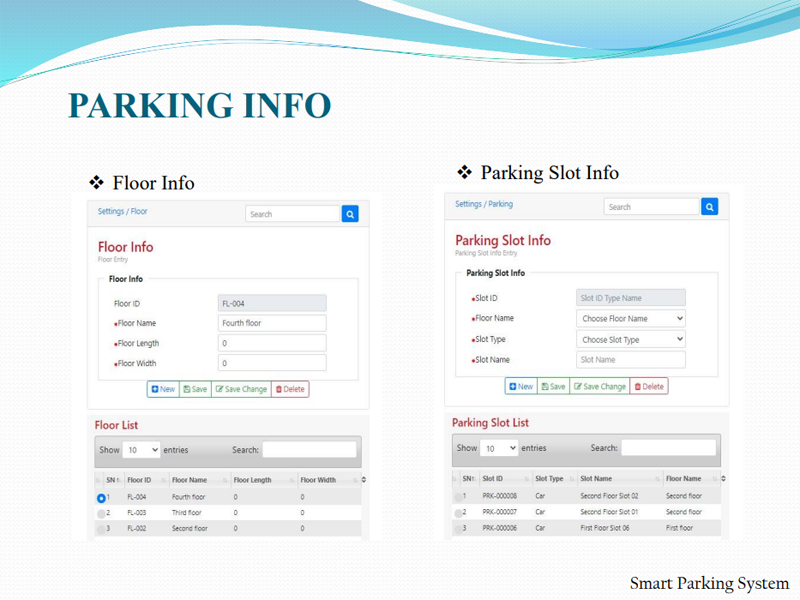 PARKING INFO
❖ Floor Info
Settings / Floor
Search
Floor Info
Floor Entry
Floor Info
Floor ID FL-004
*Floor Name Fourth floor
*Floor Length 0
*Floor Width 0
New Save Save Change Delete
Floor List
Show 10 entries Search:
SN Floor ID Floor Name Floor Length Floor Width
1 FL-004 Fourth floor 0 0
2 FL-003 Third floor 0 0
3 FL-002 Second floor 0 0
❖ Parking Slot Info
Settings / Parking
Search
Parking Slot Info
Parking Slot Info Entry
Parking Slot Info
*Slot ID Slot ID Type Name
*Floor Name Choose Floor Name
*Slot Type Choose Slot Type
*Slot Name Slot Name
New Save Save Change Delete
Parking Slot List
Show 10 entries Search:
SN Slot ID Slot Type Slot Name Floor Name
1 PRK-000008 Car Second Floor Slot 02 Second floor
2 PRK-000007 Car Second Floor Slot 01 Second floor
3 PRK-000006 Car First Floor Slot 06 First floor
Smart Parking System